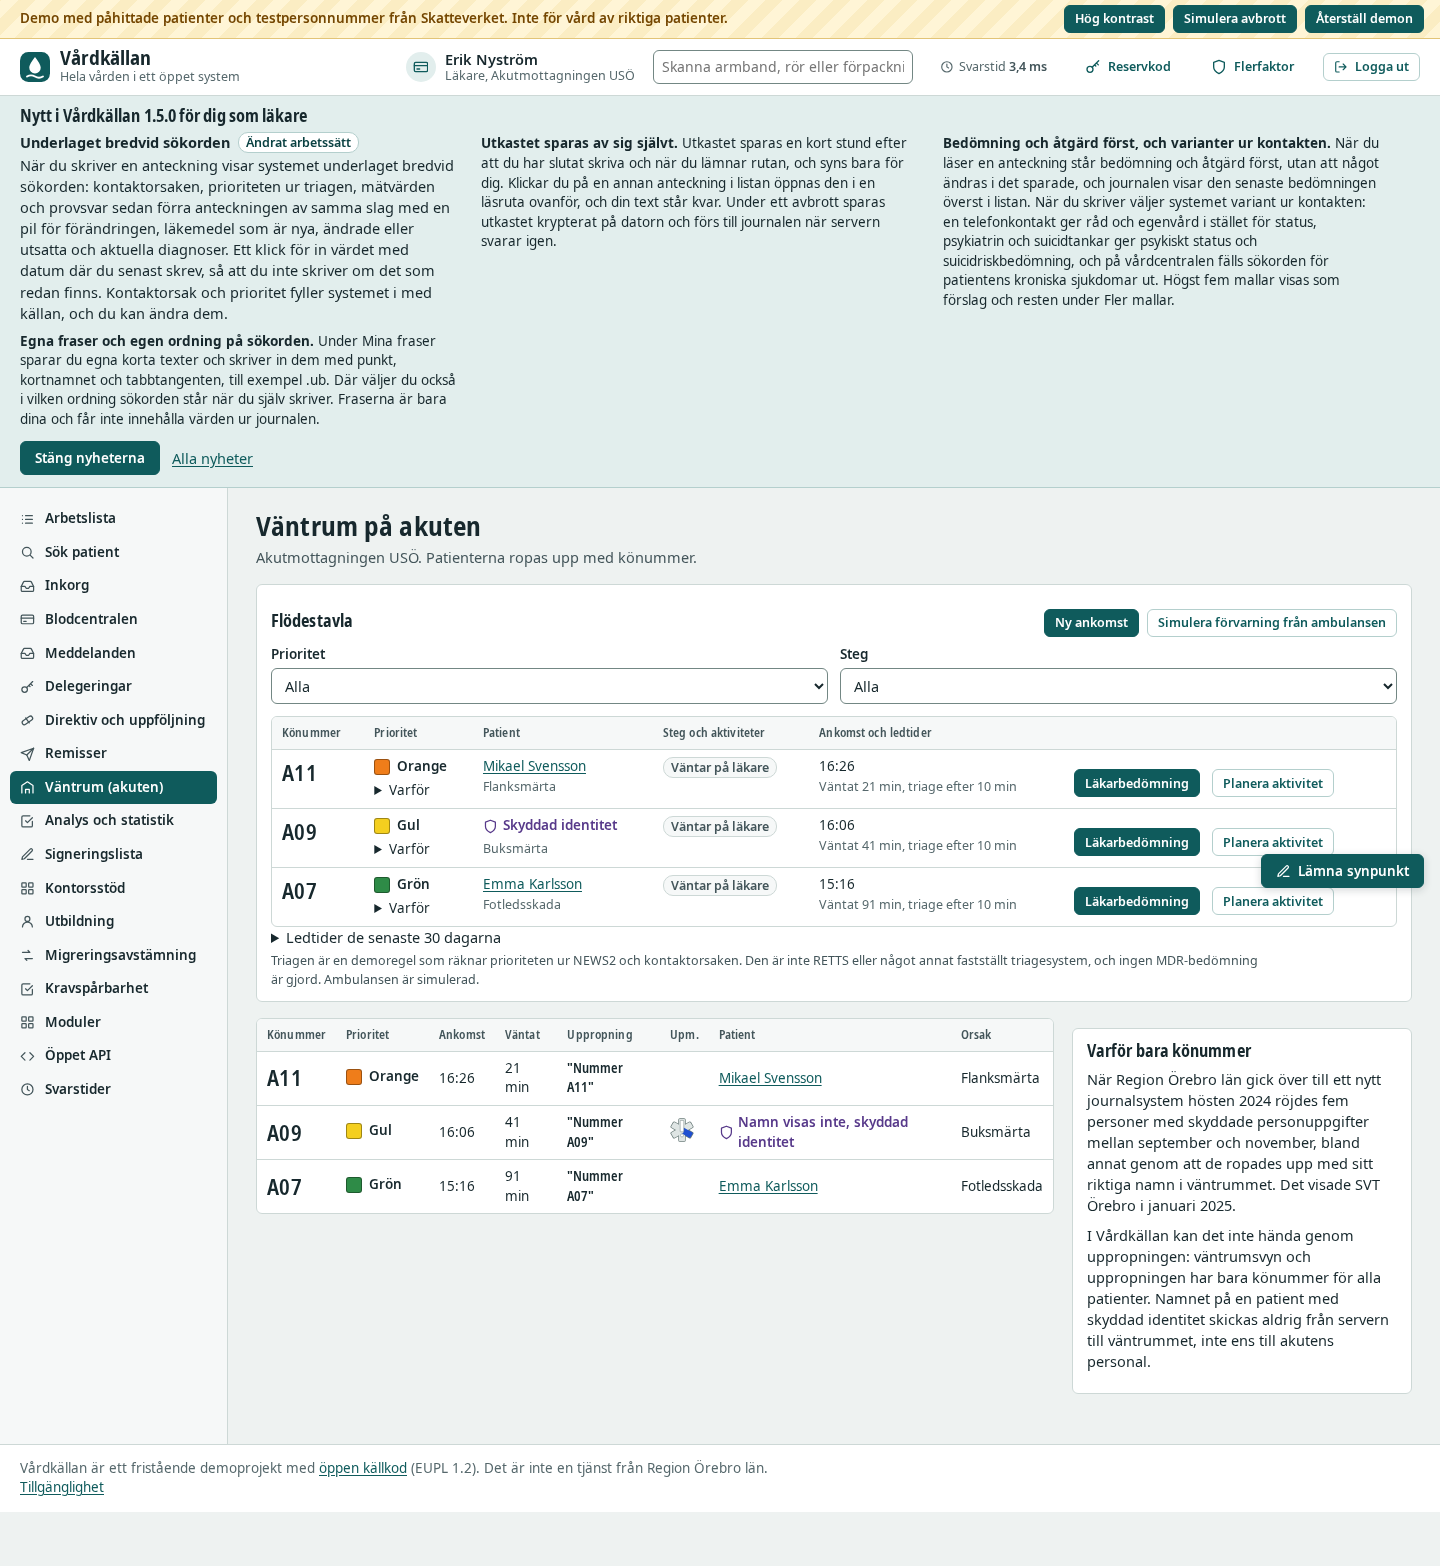 Demo med påhittade patienter och testpersonnummer från Skatteverket. Inte för vård av riktiga patienter.
Hög kontrast
Simulera avbrott
Återställ demon
Vårdkällan
Hela vården i ett öppet system
Erik Nyström
Läkare, Akutmottagningen USÖ
Skanna armband, rör eller förpackni
Svarstid 3,4 ms
Reservkod
Flerfaktor
Logga ut
Nytt i Vårdkällan 1.5.0 för dig som läkare
Underlaget bredvid sökorden Ändrat arbetssätt
När du skriver en anteckning visar systemet underlaget bredvid
sökorden: kontaktorsaken, prioriteten ur triagen, mätvärden
och provsvar sedan förra anteckningen av samma slag med en
pil för förändringen, läkemedel som är nya, ändrade eller
utsatta och aktuella diagnoser. Ett klick för in värdet med
datum där du senast skrev, så att du inte skriver om det som
redan finns. Kontaktorsak och prioritet fyller systemet i med
källan, och du kan ändra dem.
Egna fraser och egen ordning på sökorden. Under Mina fraser
sparar du egna korta texter och skriver in dem med punkt,
kortnamnet och tabbtangenten, till exempel .ub. Där väljer du också
i vilken ordning sökorden står när du själv skriver. Fraserna är bara
dina och får inte innehålla värden ur journalen.
Utkastet sparas av sig självt. Utkastet sparas en kort stund efter
att du har slutat skriva och när du lämnar rutan, och syns bara för
dig. Klickar du på en annan anteckning i listan öppnas den i en
läsruta ovanför, och din text står kvar. Under ett avbrott sparas
utkastet krypterat på datorn och förs till journalen när servern
svarar igen.
Bedömning och åtgärd först, och varianter ur kontakten. När du
läser en anteckning står bedömning och åtgärd först, utan att något
ändras i det sparade, och journalen visar den senaste bedömningen
överst i listan. När du skriver väljer systemet variant ur kontakten:
en telefonkontakt ger råd och egenvård i stället för status,
psykiatrin och suicidtankar ger psykiskt status och
suicidriskbedömning, och på vårdcentralen fälls sökorden för
patientens kroniska sjukdomar ut. Högst fem mallar visas som
förslag och resten under Fler mallar.
Stäng nyheterna
Alla nyheter
Arbetslista
Sök patient
Inkorg
Blodcentralen
Meddelanden
Delegeringar
Direktiv och uppföljning
Remisser
Väntrum (akuten)
Analys och statistik
Signeringslista
Kontorsstöd
Utbildning
Migreringsavstämning
Kravspårbarhet
Moduler
Öppet API
Svarstider
Väntrum på akuten
Akutmottagningen USÖ. Patienterna ropas upp med könummer.
Flödestavla
Ny ankomst
Simulera förvarning från ambulansen
Prioritet
Steg
Alla
Alla
Könummer Prioritet Patient Steg och aktiviteter Ankomst och ledtider
A11 Orange Mikael Svensson Väntar på läkare 16:26
Varför Flanksmärta Väntat 21 min, triage efter 10 min
Läkarbedömning Planera aktivitet
A09 Gul Skyddad identitet Väntar på läkare 16:06
Varför Buksmärta Väntat 41 min, triage efter 10 min
Läkarbedömning Planera aktivitet
A07 Grön Emma Karlsson Väntar på läkare 15:16
Varför Fotledsskada Väntat 91 min, triage efter 10 min
Läkarbedömning Planera aktivitet
Lämna synpunkt
Ledtider de senaste 30 dagarna
Triagen är en demoregel som räknar prioriteten ur NEWS2 och kontaktorsaken. Den är inte RETTS eller något annat fastställt triagesystem, och ingen MDR-bedömning
är gjord. Ambulansen är simulerad.
Könummer Prioritet Ankomst Väntat Uppropning Upm. Patient Orsak
A11 Orange 16:26 21 min "Nummer A11" Mikael Svensson Flanksmärta
A09 Gul 16:06 41 min "Nummer A09" Namn visas inte, skyddad identitet Buksmärta
A07 Grön 15:16 91 min "Nummer A07" Emma Karlsson Fotledsskada
Varför bara könummer
När Region Örebro län gick över till ett nytt
journalsystem hösten 2024 röjdes fem
personer med skyddade personuppgifter
mellan september och november, bland
annat genom att de ropades upp med sitt
riktiga namn i väntrummet. Det visade SVT
Örebro i januari 2025.
I Vårdkällan kan det inte hända genom
uppropningen: väntrumsvyn och
uppropningen har bara könummer för alla
patienter. Namnet på en patient med
skyddad identitet skickas aldrig från servern
till väntrummet, inte ens till akutens
personal.
Vårdkällan är ett fristående demoprojekt med öppen källkod (EUPL 1.2). Det är inte en tjänst från Region Örebro län.
Tillgänglighet